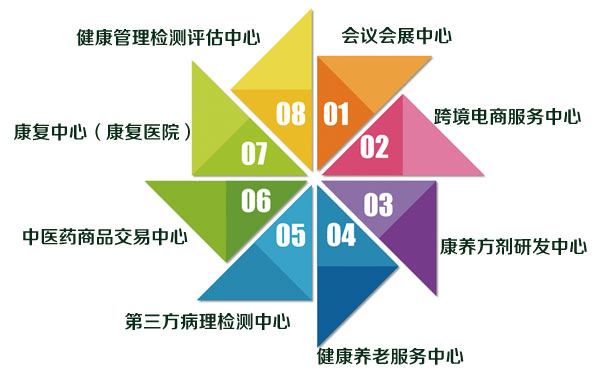 健康管理检测评估中心
会议会展中心
08
01
康复中心（康复医院）
跨境电商服务中心
07
02
06
03
中医药商品交易中心
05
04
康养方剂研发中心
第三方病理检测中心
健康养老服务中心